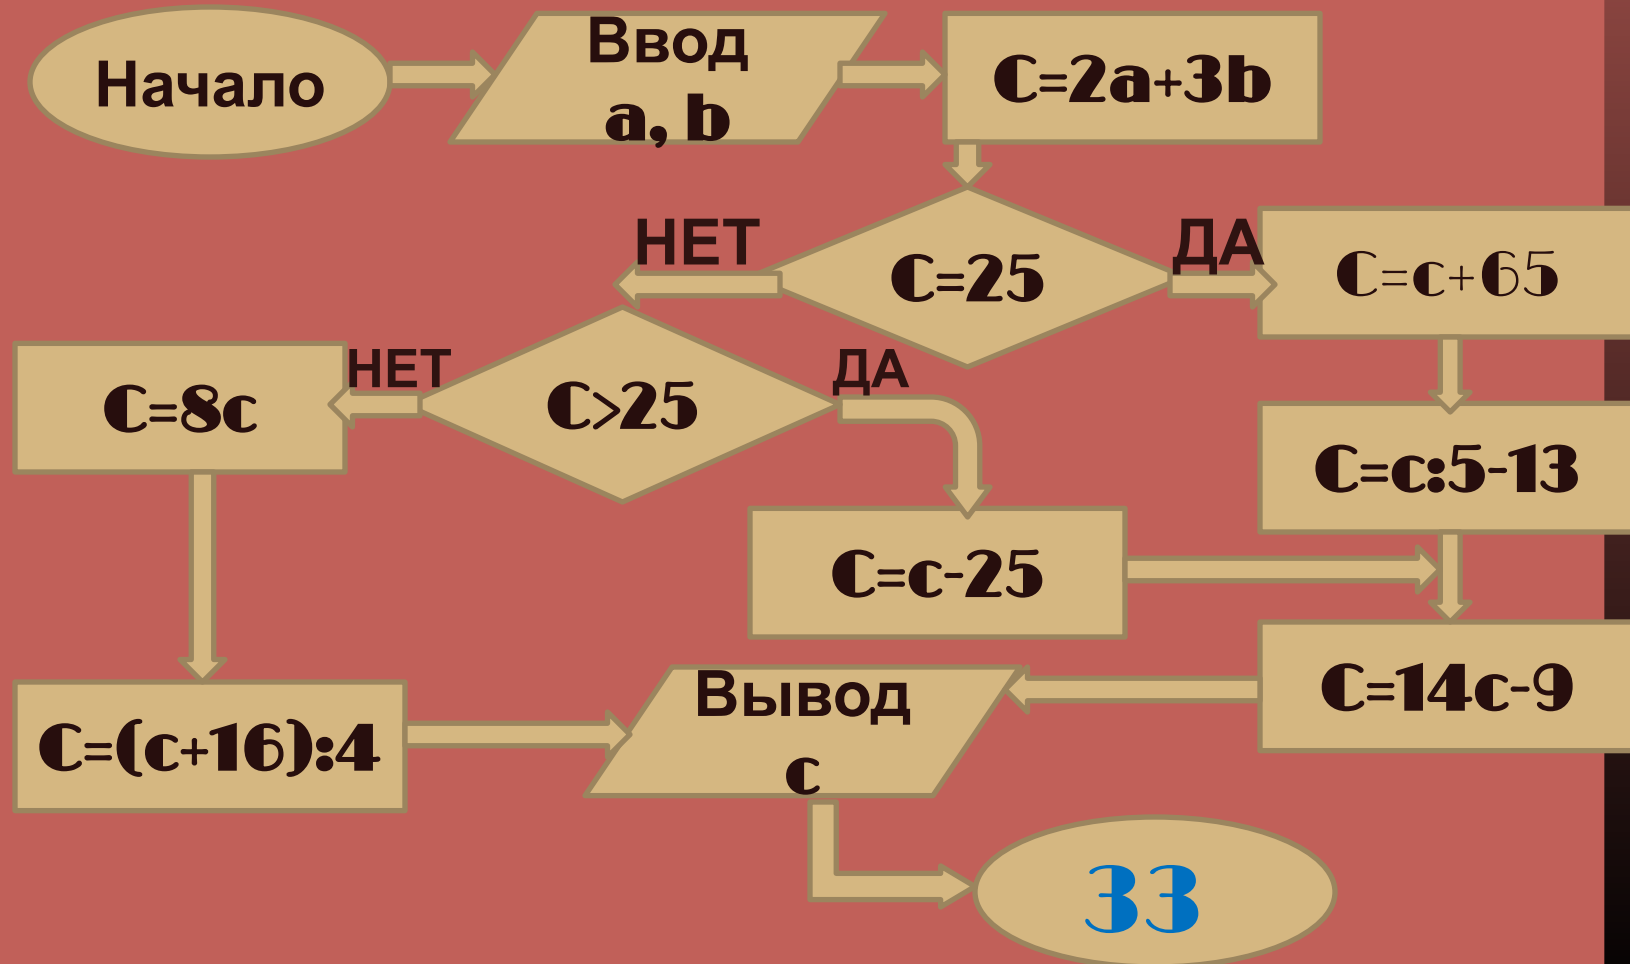 Начало
Ввод
a, b
C=2a+3b
НЕТ
C=25
ДА
C=c+65
C=8c
НЕТ
C>25
ДА
C=c:5-13
C=c-25
C=14c-9
C=(c+16):4
Вывод
c
33